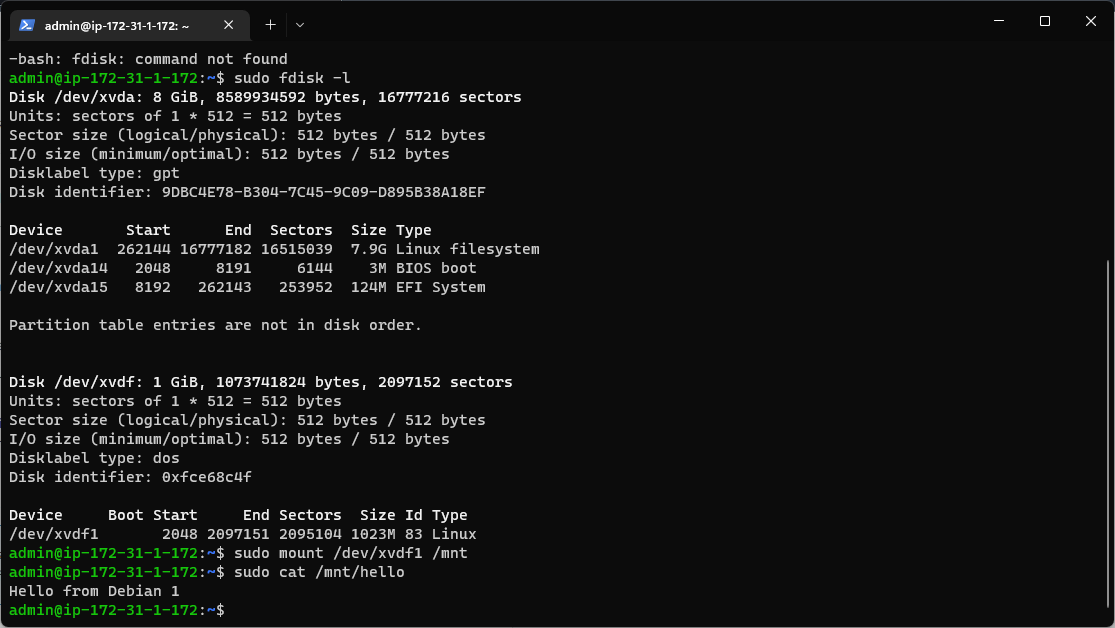 admin@ip-172-31-1-172: ~
-bash: fdisk: command not found
admin@ip-172-31-1-172:~$ sudo fdisk -l
Disk /dev/xvda: 8 GiB, 8589934592 bytes, 16777216 sectors
Units: sectors of 1 * 512 = 512 bytes
Sector size (logical/physical): 512 bytes / 512 bytes
I/O size (minimum/optimal): 512 bytes / 512 bytes
Disklabel type: gpt
Disk identifier: 9DBC4E78-B304-7C45-9C09-D895B38A18EF
Device       Start      End  Sectors  Size Type
/dev/xvda1  262144 16777182 16515039  7.9G Linux filesystem
/dev/xvda14   2048     8191     6144    3M BIOS boot
/dev/xvda15   8192   262143   253952  124M EFI System
Partition table entries are not in disk order.
Disk /dev/xvdf: 1 GiB, 1073741824 bytes, 2097152 sectors
Units: sectors of 1 * 512 = 512 bytes
Sector size (logical/physical): 512 bytes / 512 bytes
I/O size (minimum/optimal): 512 bytes / 512 bytes
Disklabel type: dos
Disk identifier: 0xfce68c4f
Device     Boot Start     End Sectors  Size Id Type
/dev/xvdf1       2048 2097151 2095104 1023M 83 Linux
admin@ip-172-31-1-172:~$ sudo mount /dev/xvdf1 /mnt
admin@ip-172-31-1-172:~$ sudo cat /mnt/hello
Hello from Debian 1
admin@ip-172-31-1-172:~$